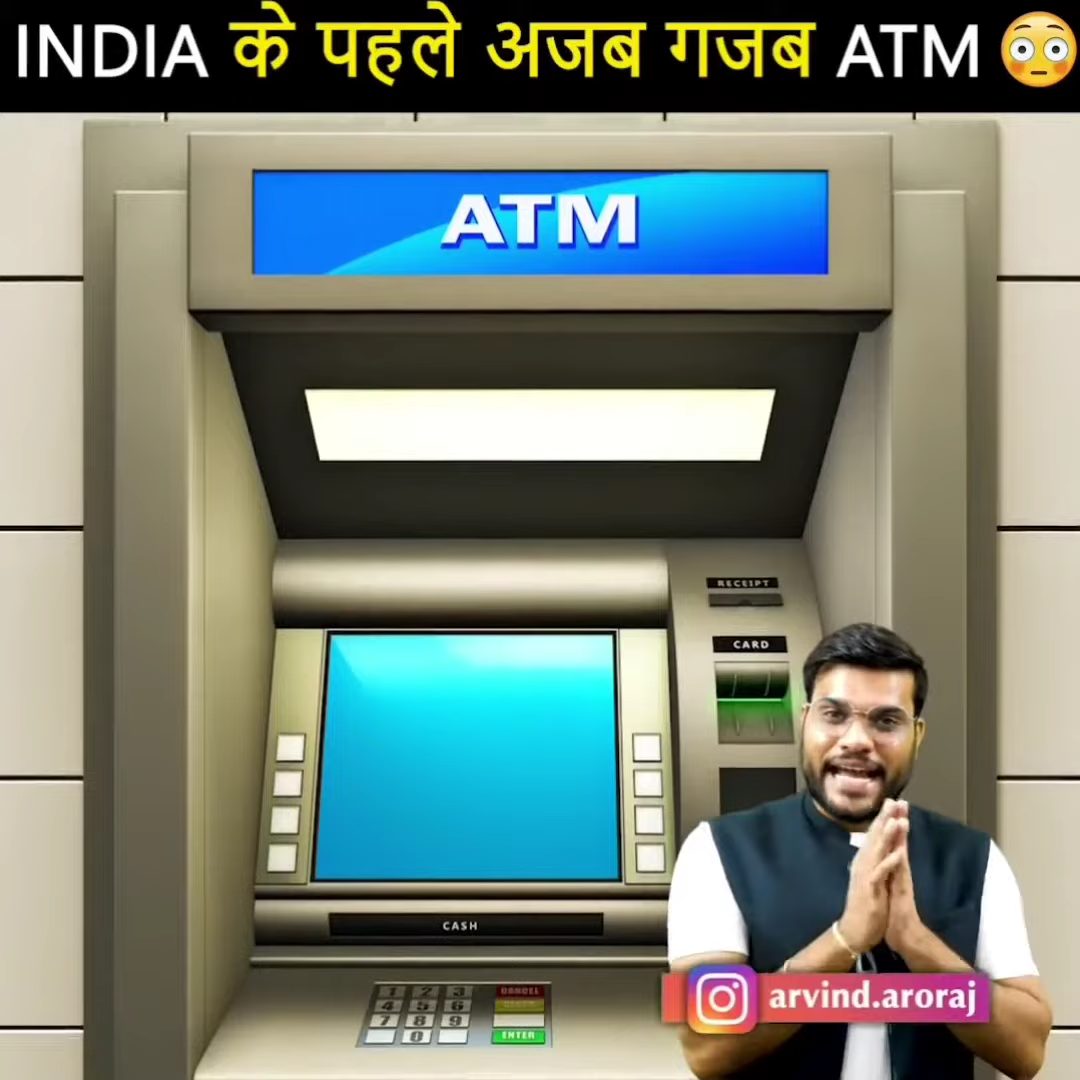 INDIA के पहले अजब गजब ATM 😳
ATM
RECEIPT
CARD
CASH
1 2 3 CANCEL
4 5 6 CLEAR
7 8 9
0 ENTER
arvind.aroraj